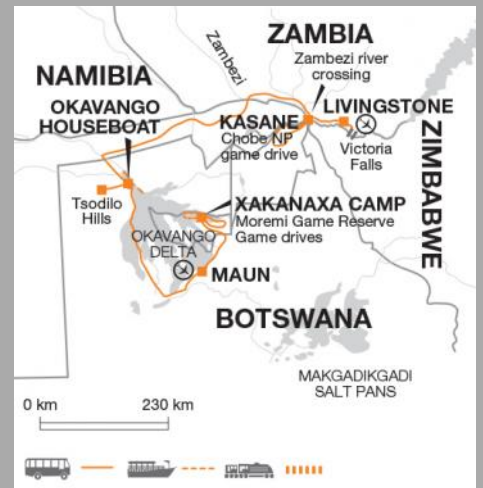 ZAMBIA
Zambezi
Zambezi river
crossing
NAMIBIA
OKAVANGO
HOUSEBOAT
KASANE
Chobe NP
game drive
LIVINGSTONE
Victoria
Falls
ZIMBABWE
Tsodilo
Hills
XAKANAXA CAMP
Moremi Game Reserve
Game drives
OKAVANGO
DELTA
MAUN
BOTSWANA
MAKGADIKGADI
SALT PANS
0 km
230 km